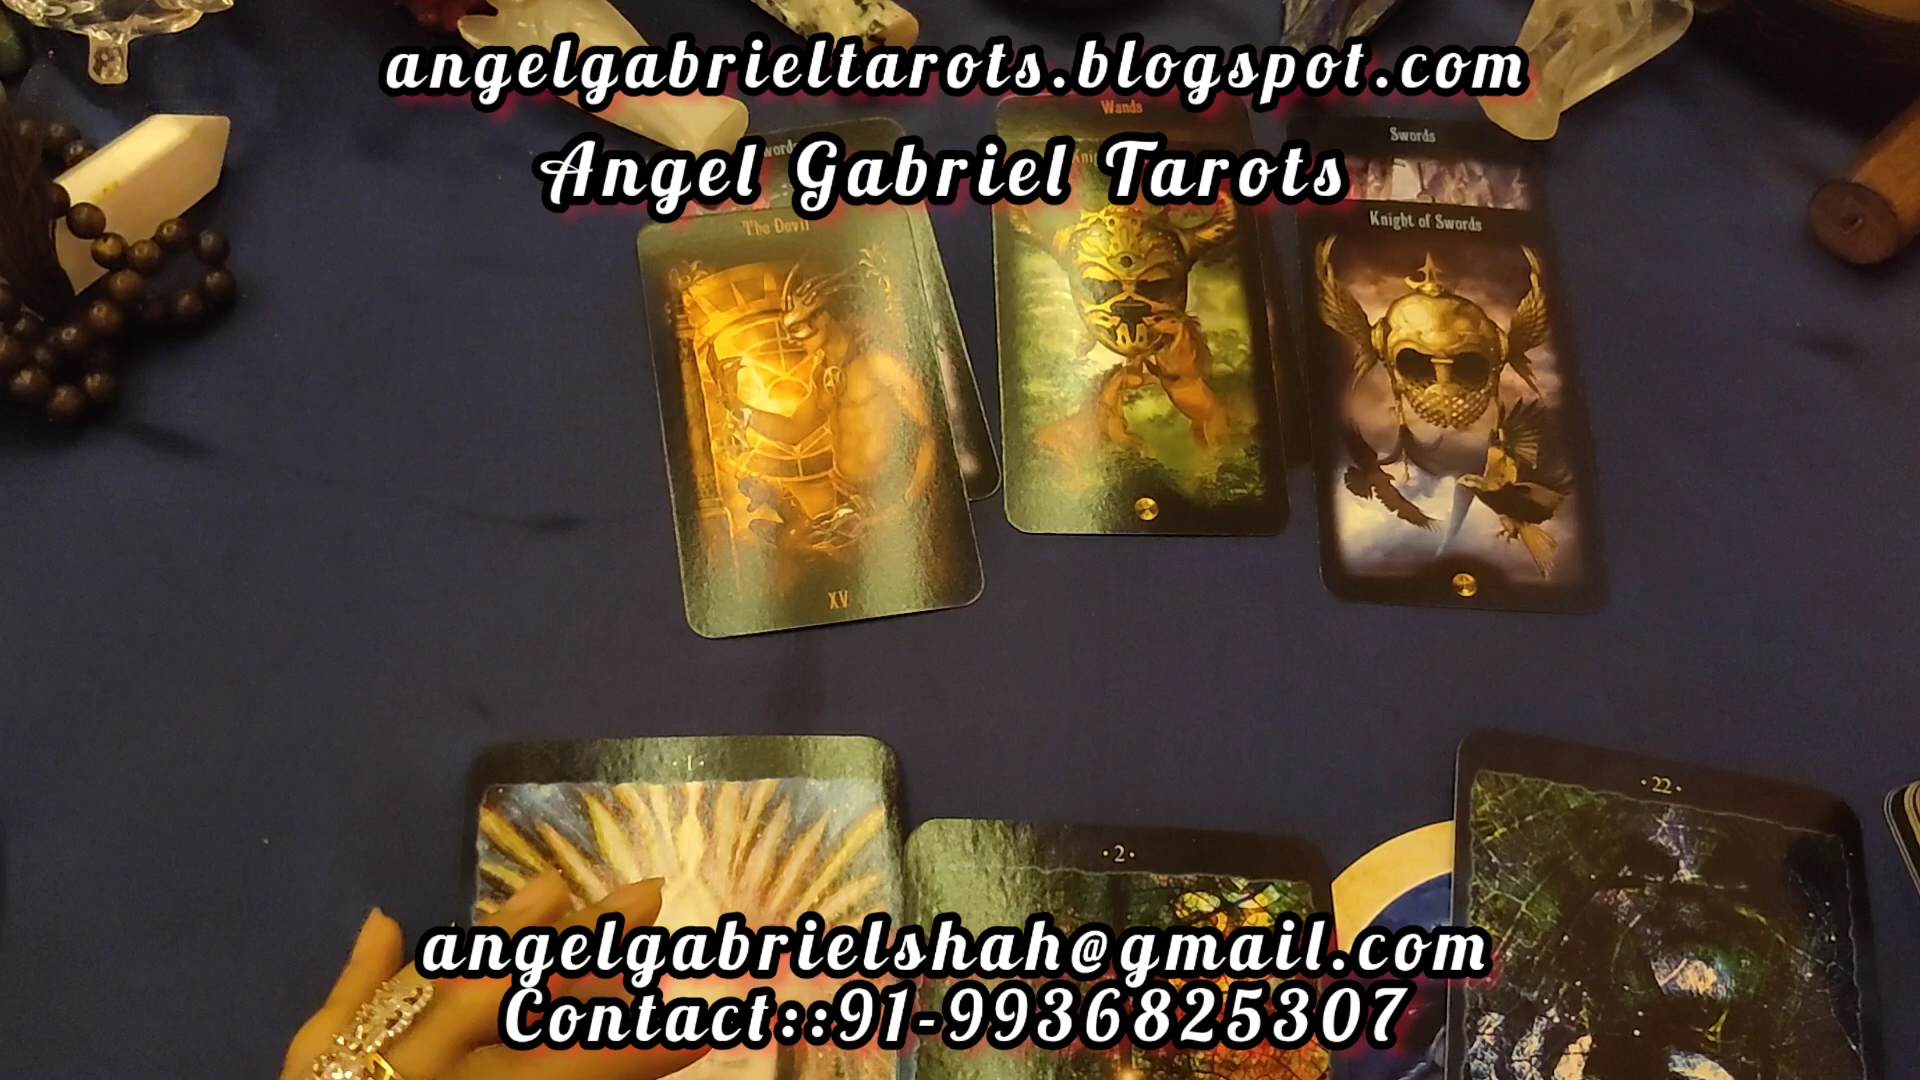 angelgabrieltarots.blogspot.com
Wands
Swords
Angel Gabriel Tarots
The Devil
Knight of Swords
XV
·1·
·22·
·2·
angelgabrielshah@gmail.com
Contact::91-9936825307